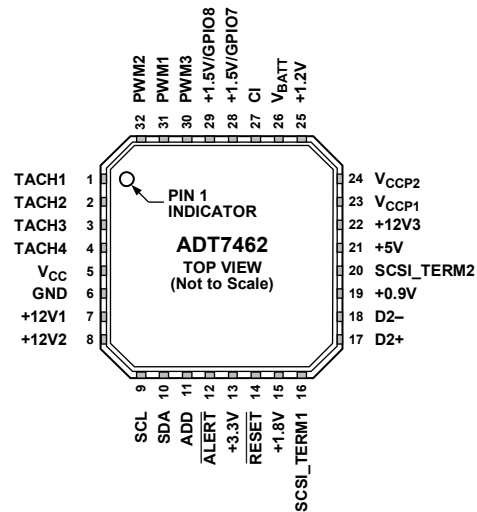 PWM2
PWM1
PWM3
+1.5V/GPIO8
+1.5V/GPIO7
CI
VBATT
+1.2V
32
31
30
29
28
27
26
25
TACH1 1
TACH2 2
TACH3 3
TACH4 4
VCC 5
GND 6
+12V1 7
+12V2 8
PIN 1
INDICATOR
ADT7462
TOP VIEW
(Not to Scale)
24 VCCP2
23 VCCP1
22 +12V3
21 +5V
20 SCSI_TERM2
19 +0.9V
18 D2–
17 D2+
9
10
11
12
13
14
15
16
SCL
SDA
ADD
ALERT
+3.3V
RESET
+1.8V
SCSI_TERM1